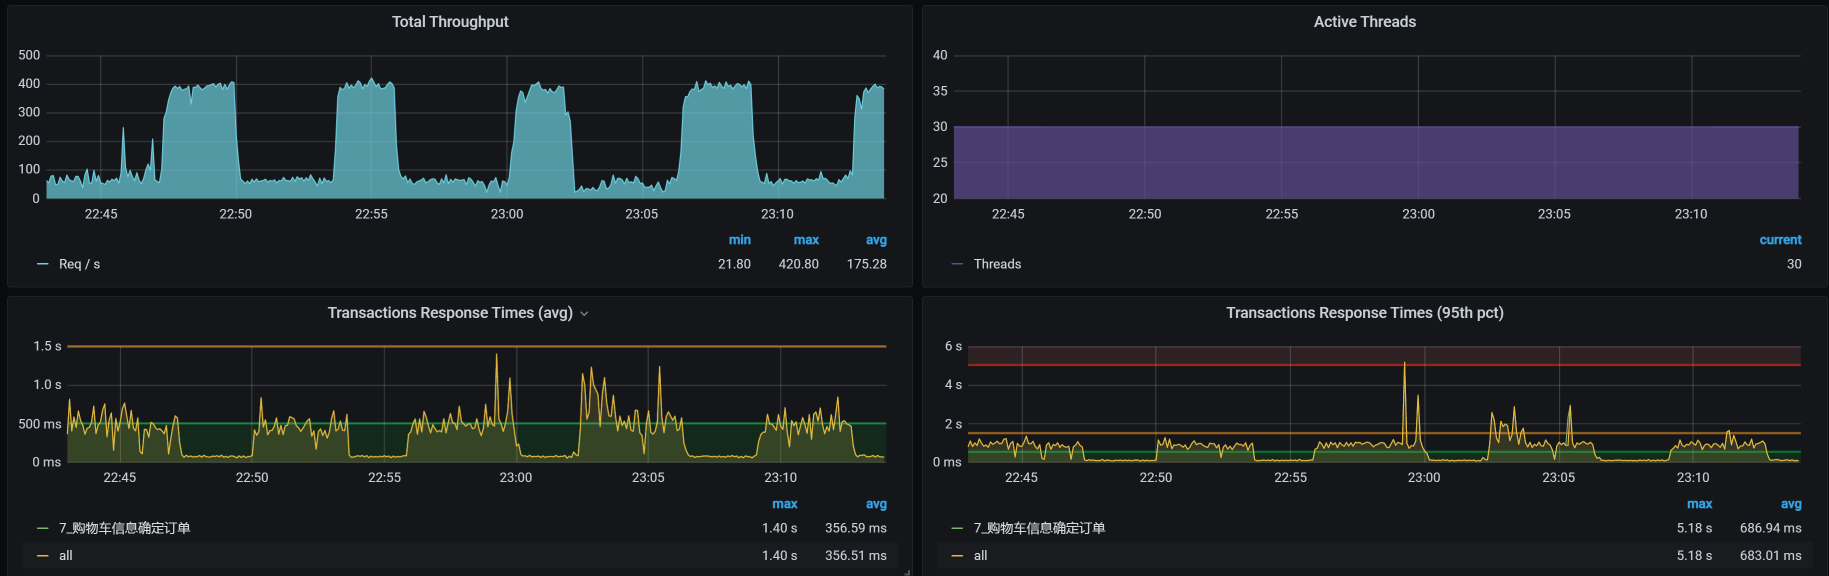 Total Throughput
500
400
300
200
100
0
22:45 22:50 22:55 23:00 23:05 23:10
min max avg
Req / s 21.80 420.80 175.28
Active Threads
40
35
30
25
20
22:45 22:50 22:55 23:00 23:05 23:10
current
Threads 30
Transactions Response Times (avg)
1.5 s
1.0 s
500 ms
0 ms
22:45 22:50 22:55 23:00 23:05 23:10
max avg
7_购物车信息确定订单 1.40 s 356.59 ms
all 1.40 s 356.51 ms
Transactions Response Times (95th pct)
6 s
4 s
2 s
0 ms
22:45 22:50 22:55 23:00 23:05 23:10
max avg
7_购物车信息确定订单 5.18 s 686.94 ms
all 5.18 s 683.01 ms